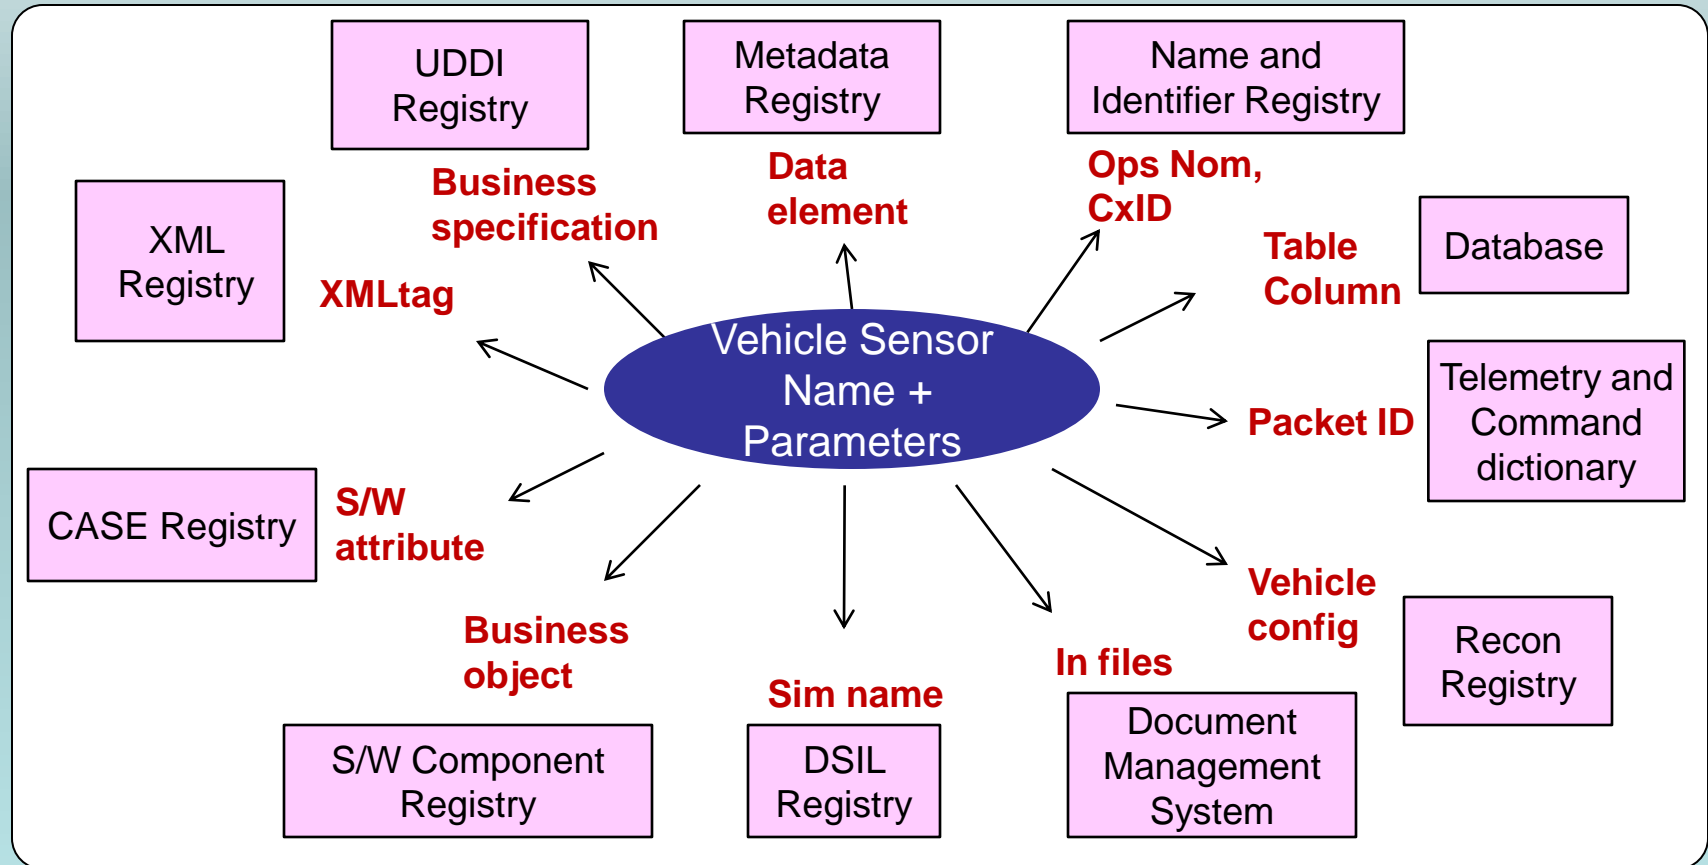 UDDI
Registry
Metadata
Registry
Name and
Identifier Registry
XML
Registry
Business
specification
Data
element
Ops Nom,
CxID
Database
XMLtag
Table
Column
Vehicle Sensor
Name +
Parameters
Packet ID
Telemetry and
Command
dictionary
CASE Registry
S/W
attribute
Business
object
Sim name
In files
Vehicle
config
Recon
Registry
S/W Component
Registry
DSIL
Registry
Document
Management
System